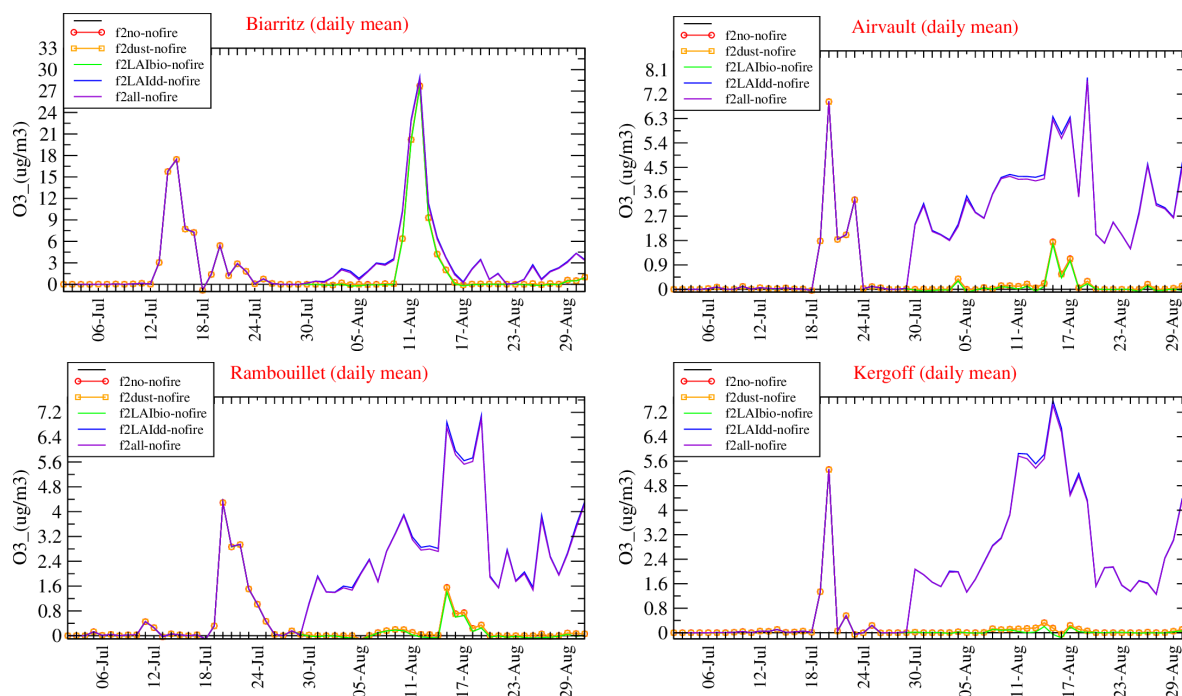 Biarritz (daily mean)
f2no-nofire
f2dust-nofire
f2LAIbio-nofire
f2LAIdd-nofire
f2all-nofire
O3_(ug/m3)
33
30
27
24
21
18
15
12
9
6
3
0
06-Jul
12-Jul
18-Jul
24-Jul
30-Jul
05-Aug
11-Aug
17-Aug
23-Aug
29-Aug
Airvault (daily mean)
f2no-nofire
f2dust-nofire
f2LAIbio-nofire
f2LAIdd-nofire
f2all-nofire
O3_(ug/m3)
8.1
7.2
6.3
5.4
4.5
3.6
2.7
1.8
0.9
0
06-Jul
12-Jul
18-Jul
24-Jul
30-Jul
05-Aug
11-Aug
17-Aug
23-Aug
29-Aug
Rambouillet (daily mean)
f2no-nofire
f2dust-nofire
f2LAIbio-nofire
f2LAIdd-nofire
f2all-nofire
O3_(ug/m3)
7.2
6.4
5.6
4.8
4
3.2
2.4
1.6
0.8
0
06-Jul
12-Jul
18-Jul
24-Jul
30-Jul
05-Aug
11-Aug
17-Aug
23-Aug
29-Aug
Kergoff (daily mean)
f2no-nofire
f2dust-nofire
f2LAIbio-nofire
f2LAIdd-nofire
f2all-nofire
O3_(ug/m3)
7.2
6.4
5.6
4.8
4
3.2
2.4
1.6
0.8
0
06-Jul
12-Jul
18-Jul
24-Jul
30-Jul
05-Aug
11-Aug
17-Aug
23-Aug
29-Aug